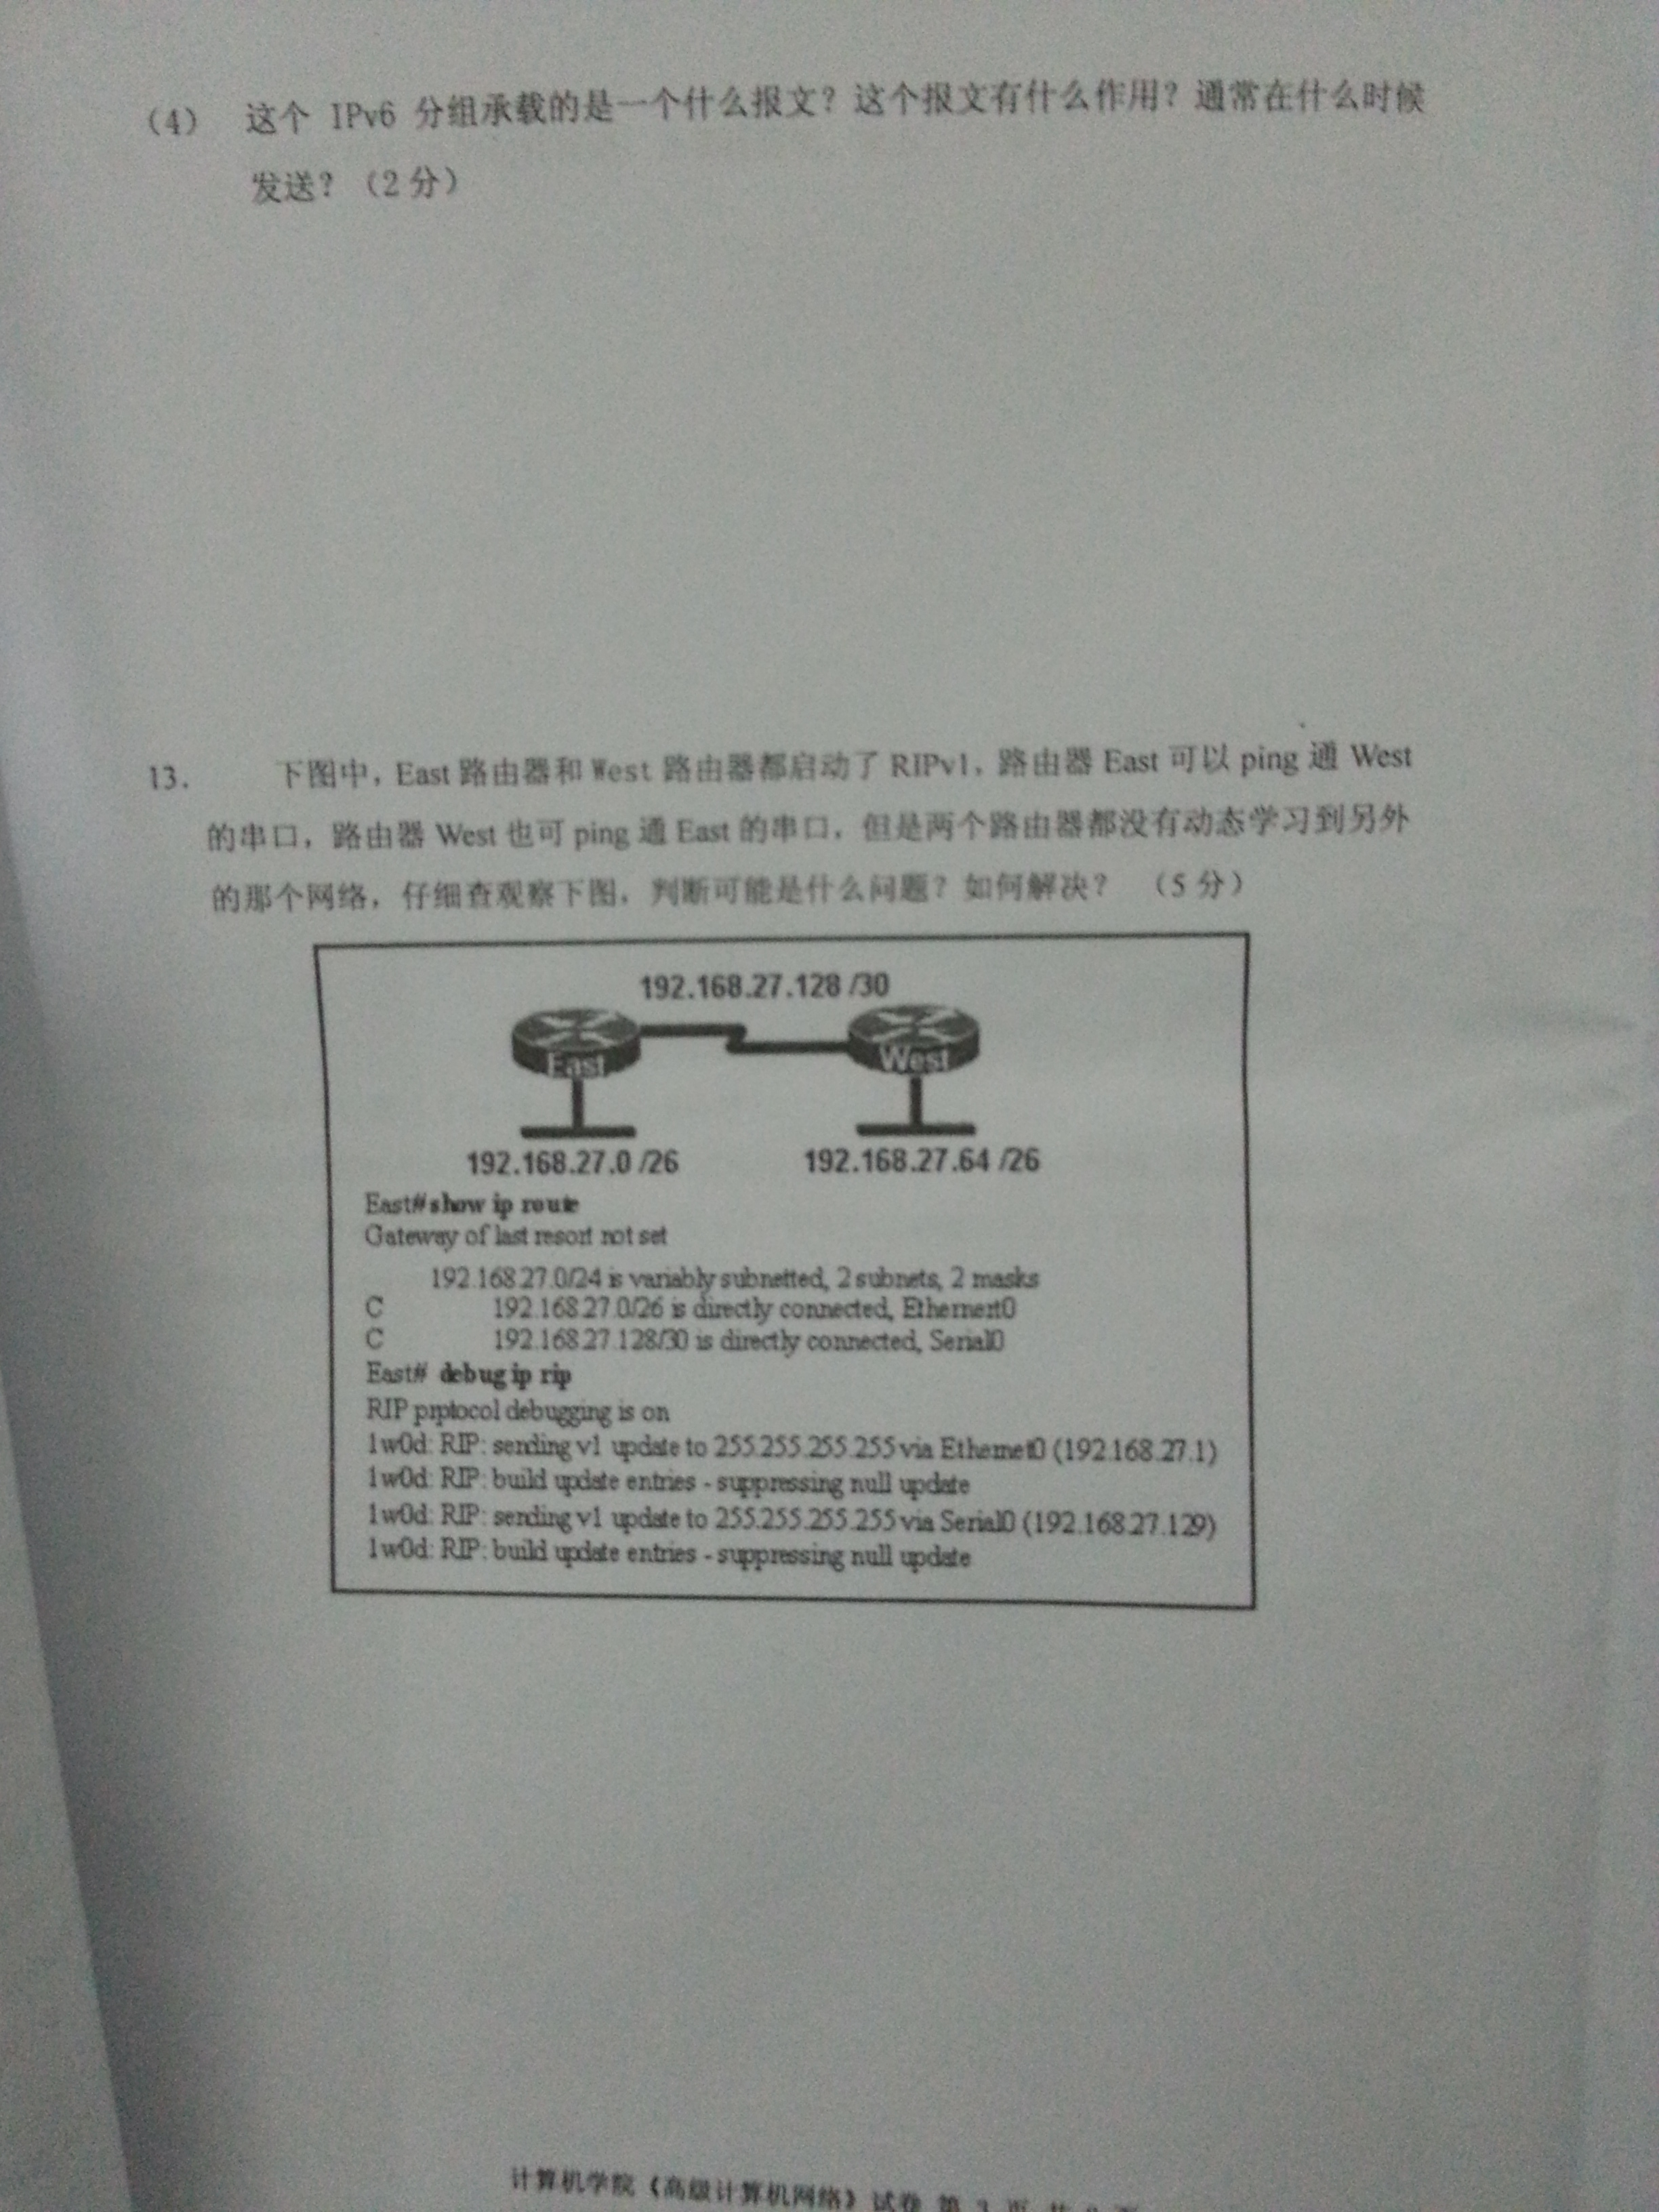 (4) 这个 IPv6 分组承载的是一个什么报文？这个报文有什么作用？通常在什么时候
发送？（2 分）
13. 下图中，East 路由器和 West 路由器都启动了 RIPv1，路由器 East 可以 ping 通 West
的串口，路由器 West 也可 ping 通 East 的串口，但是两个路由器都没有动态学习到另外
的那个网络，仔细查观察下图，判断可能是什么问题？如何解决？ （5 分）
192.168.27.128 /30
East West
192.168.27.0 /26 192.168.27.64 /26
East# show ip route
Gateway of last resort not set
192.168.27.0/24 is variably subnetted, 2 subnets, 2 masks
C 192.168.27.0/26 is directly connected, Ethernert0
C 192.168.27.128/30 is directly connected, Serial0
East# debug ip rip
RIP prptocol debugging is on
1w0d: RIP: sending v1 update to 255.255.255.255 via Ethernet0 (192.168.27.1)
1w0d: RIP: build update entries - suppressing null update
1w0d: RIP: sending v1 update to 255.255.255.255 via Serial0 (192.168.27.129)
1w0d: RIP: build update entries - suppressing null update
计算机学院《高级计算机网络》试卷 第 3 页 共